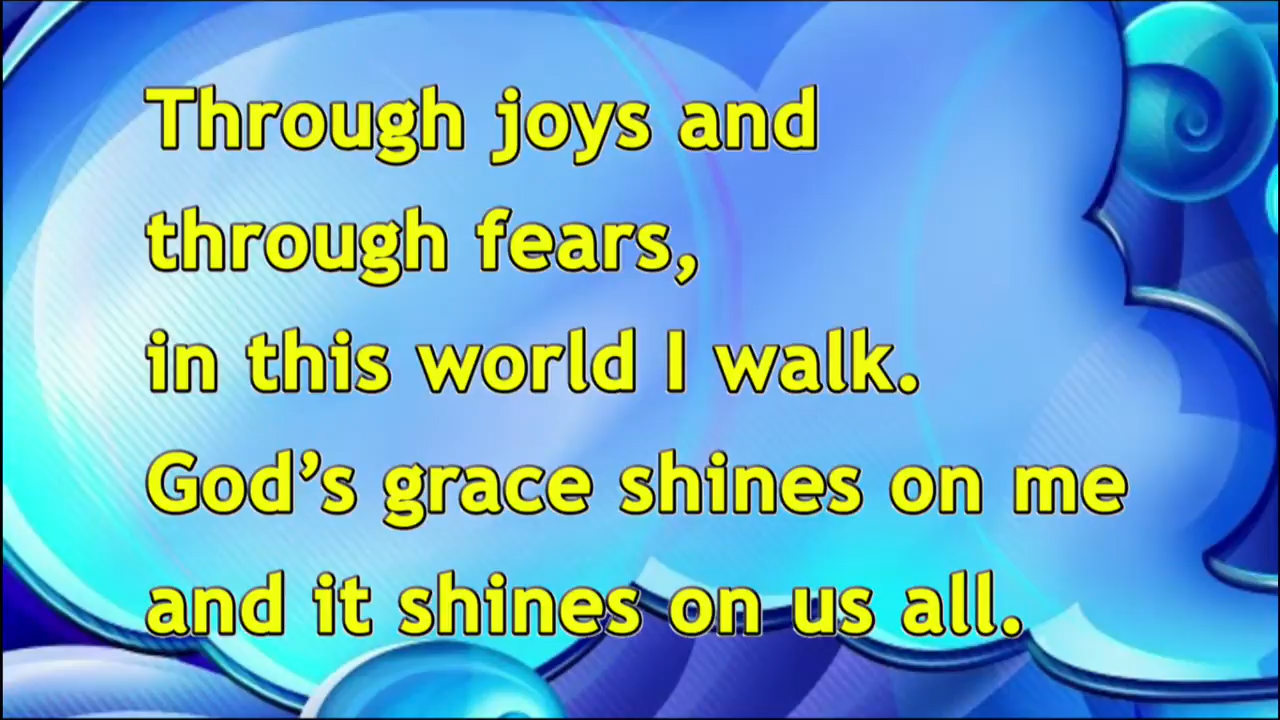 Through joys and
through fears,
in this world I walk.
God’s grace shines on me
and it shines on us all.